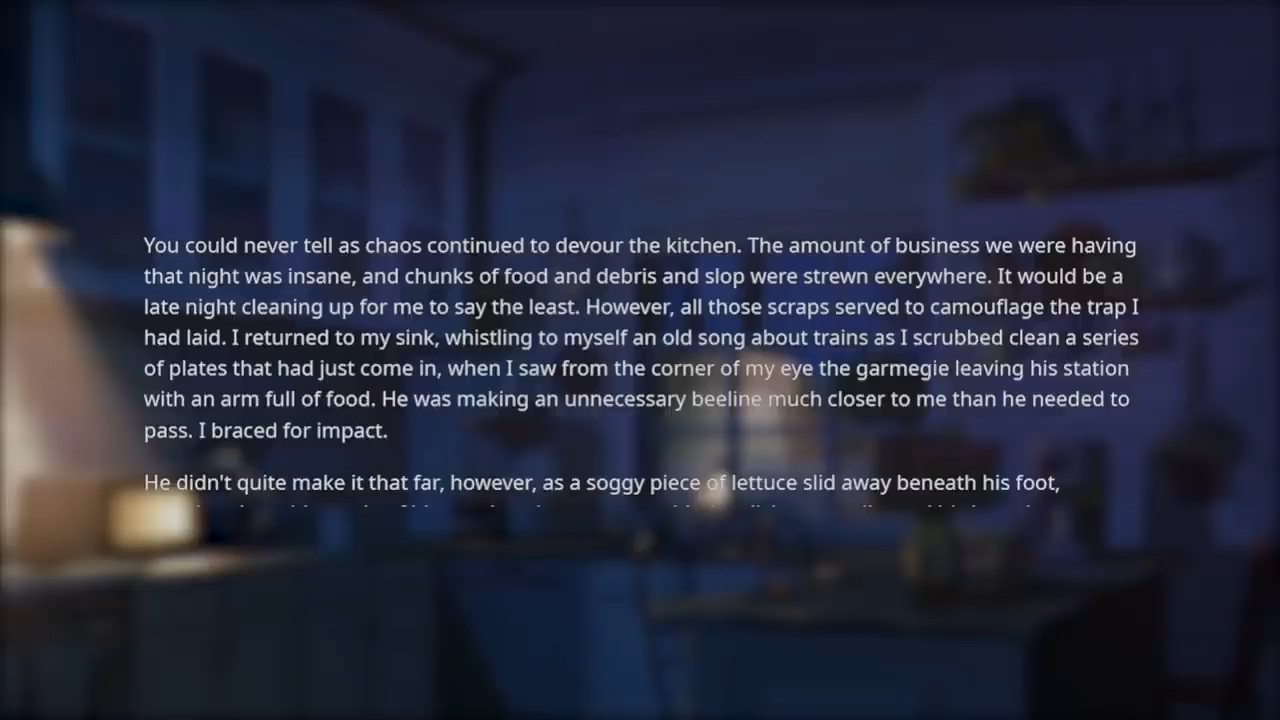 You could never tell as chaos continued to devour the kitchen. The amount of business we were having
that night was insane, and chunks of food and debris and slop were strewn everywhere. It would be a
late night cleaning up for me to say the least. However, all those scraps served to camouflage the trap I
had laid. I returned to my sink, whistling to myself an old song about trains as I scrubbed clean a series
of plates that had just come in, when I saw from the corner of my eye the garmegie leaving his station
with an arm full of food. He was making an unnecessary beeline much closer to me than he needed to
pass. I braced for impact.
He didn't quite make it that far, however, as a soggy piece of lettuce slid away beneath his foot,